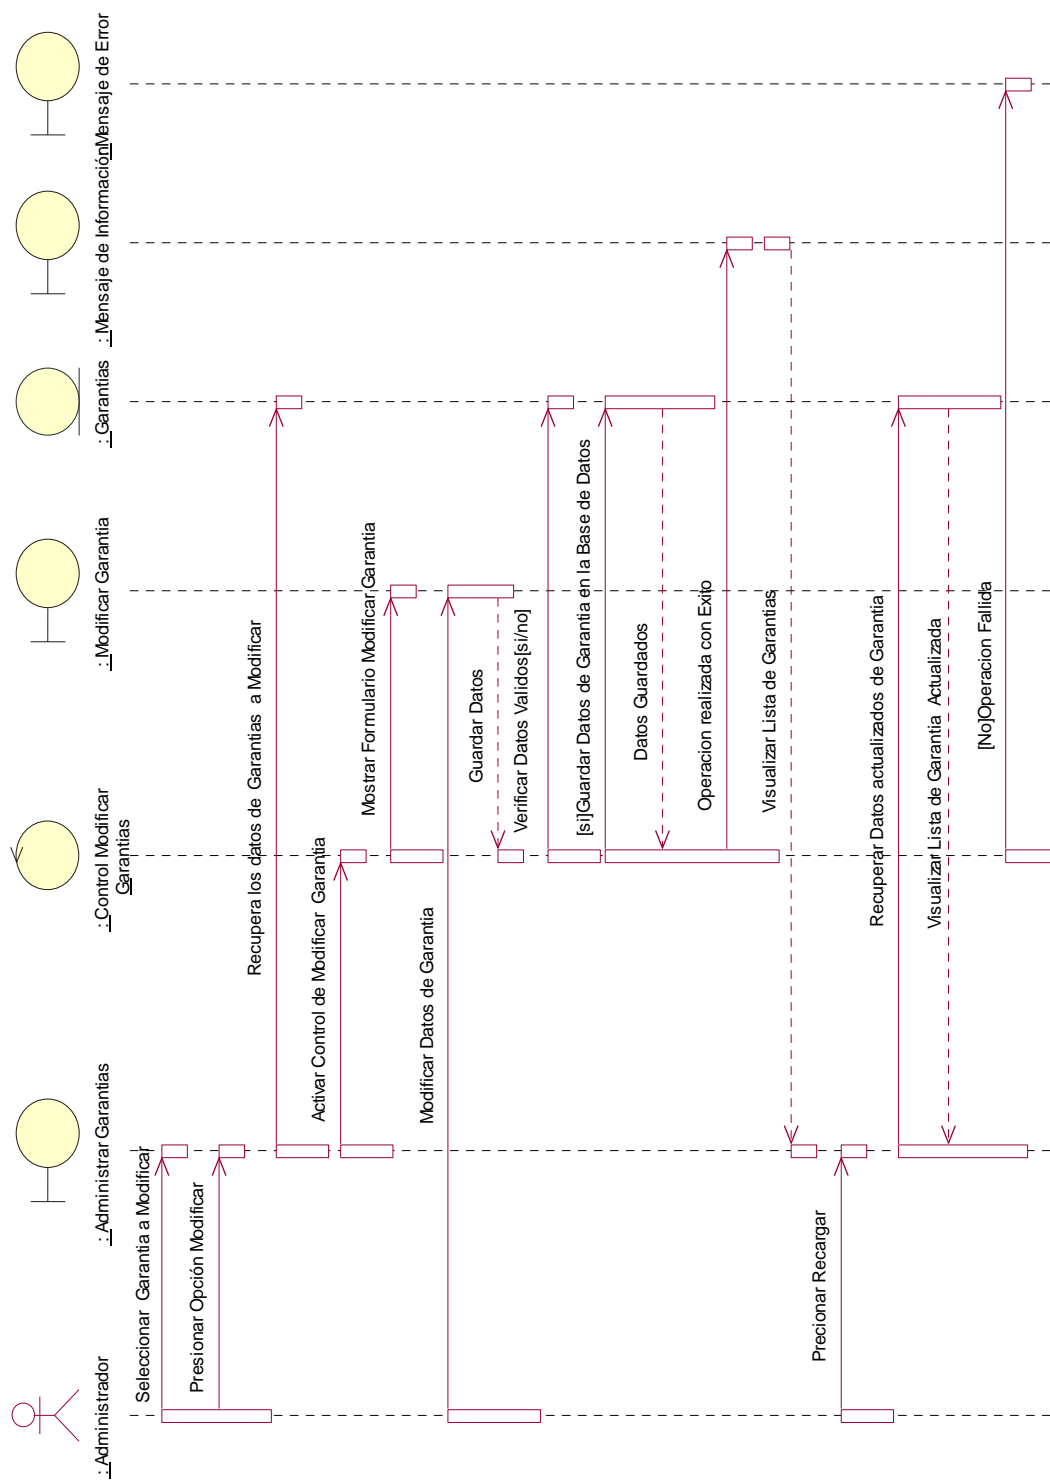 : Administrador
: Administrar Garantias
: Control Modificar
Garantias
: Modificar Garantia
: Garantias
: Mensaje de Información
: Mensaje de Error
Seleccionar Garantia a Modificar
Presionar Opción Modificar
Recupera los datos de Garantias a Modificar
Activar Control de Modificar Garantia
Mostrar Formulario Modificar Garantia
Modificar Datos de Garantia
Guardar Datos
Verificar Datos Validos[si/no]
[si]Guardar Datos de Garantia en la Base de Datos
Datos Guardados
Operacion realizada con Exito
Visualizar Lista de Garantias
Precionar Recargar
Recuperar Datos actualizados de Garantia
Visualizar Lista de Garantia Actualizada
[No]Operacion Fallida